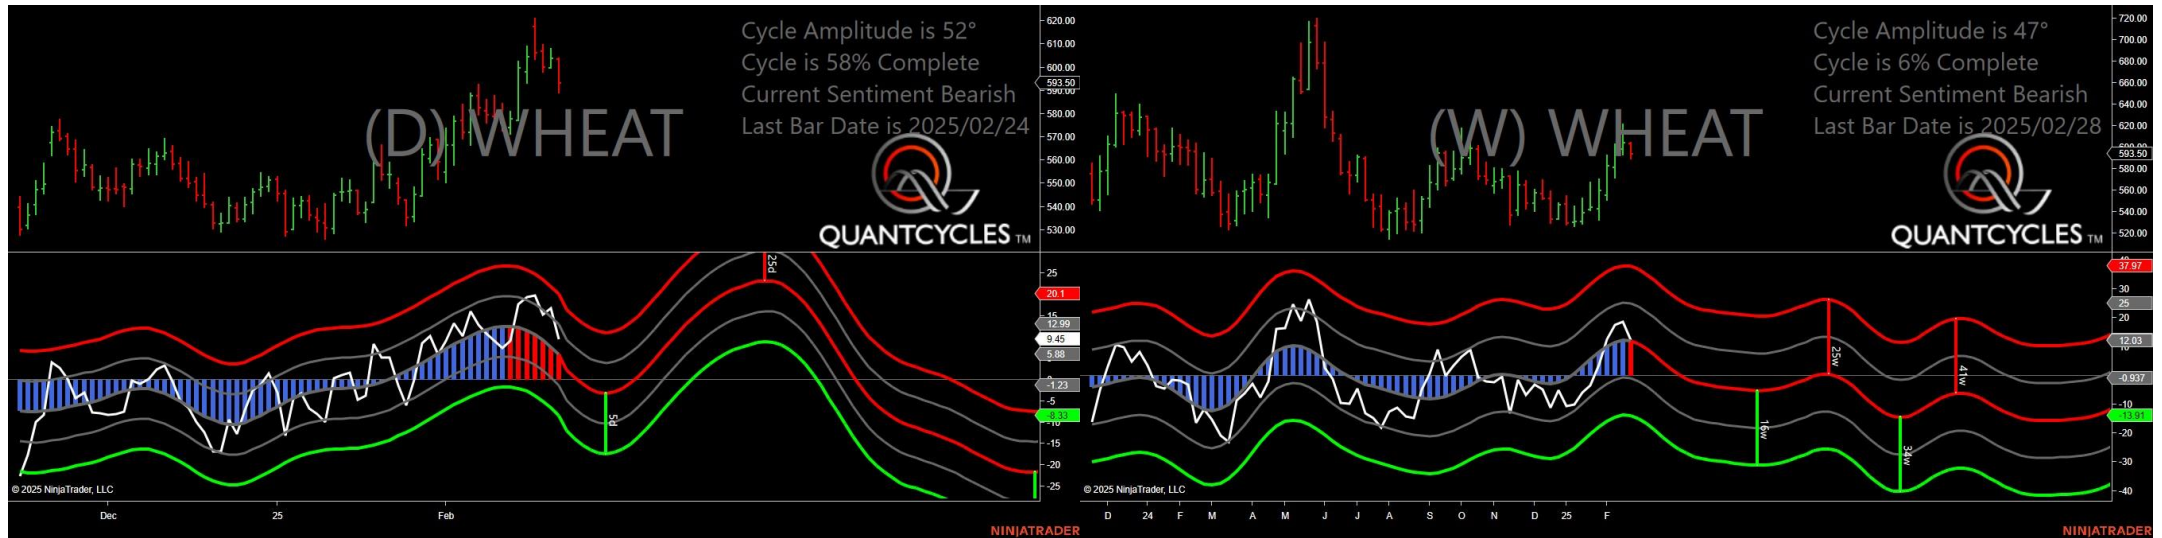 Cycle Amplitude is 52°
Cycle is 58% Complete
Current Sentiment Bearish
Last Bar Date is 2025/02/24
(D) WHEAT
QUANTCYCLES TM
620.00
610.00
600.00
593.50
590.00
580.00
570.00
560.00
550.00
540.00
530.00
25d
5d
25
20.1
15
12.99
9.45
5.88
-1.23
-5
-8.33
-10
-15
-20
-25
© 2025 NinjaTrader, LLC
Dec
25
Feb
NINJATRADER
Cycle Amplitude is 47°
Cycle is 6% Complete
Current Sentiment Bearish
Last Bar Date is 2025/02/28
(W) WHEAT
QUANTCYCLES TM
720.00
700.00
680.00
660.00
640.00
620.00
600.00
593.50
580.00
560.00
540.00
520.00
25w
41w
16w
34w
37.97
30
25
20
12.03
-0.937
-10
-13.91
-20
-30
-40
© 2025 NinjaTrader, LLC
D
24
F
M
A
M
J
J
A
S
O
N
D
25
F
NINJATRADER